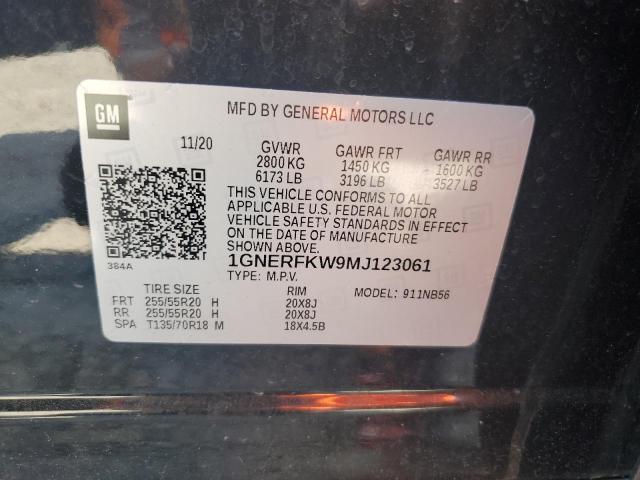 GM
MFD BY GENERAL MOTORS LLC
11/20 GVWR GAWR FRT GAWR RR
2800 KG 1450 KG 1600 KG
6173 LB 3196 LB 3527 LB
THIS VEHICLE CONFORMS TO ALL
APPLICABLE U.S. FEDERAL MOTOR
VEHICLE SAFETY STANDARDS IN EFFECT
ON THE DATE OF MANUFACTURE
SHOWN ABOVE.
384A 1GNERFKW9MJ123061
TYPE: M.P.V.
TIRE SIZE RIM MODEL: 911NB56
FRT 255/55R20 H 20X8J
RR 255/55R20 H 20X8J
SPA T135/70R18 M 18X4.5B